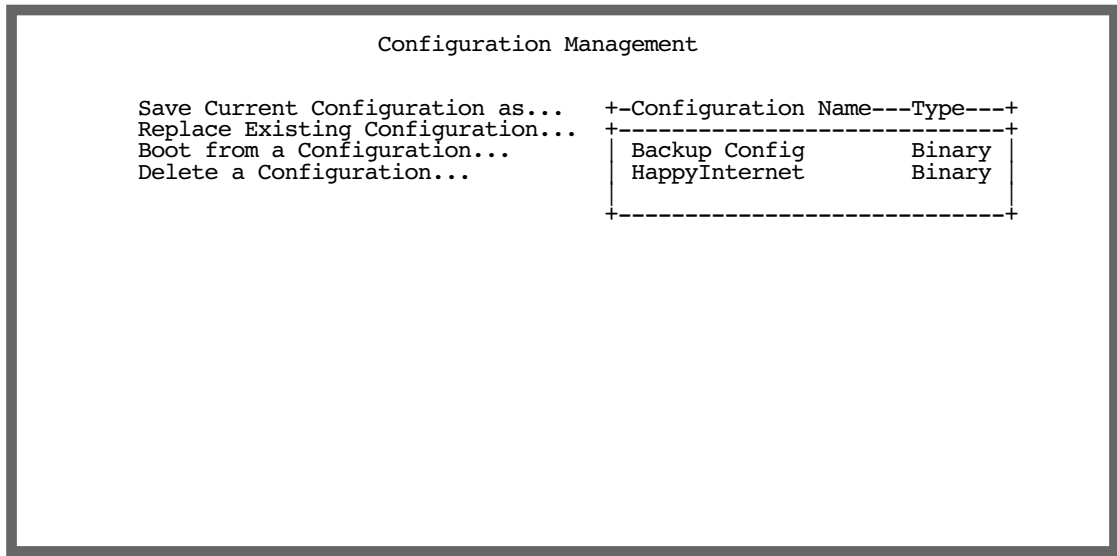 Configuration Management
Save Current Configuration as... +-Configuration Name---Type---+
Replace Existing Configuration... +-----------------------------+
Boot from a Configuration... | Backup Config Binary |
Delete a Configuration... | HappyInternet Binary |
| |
+-----------------------------+